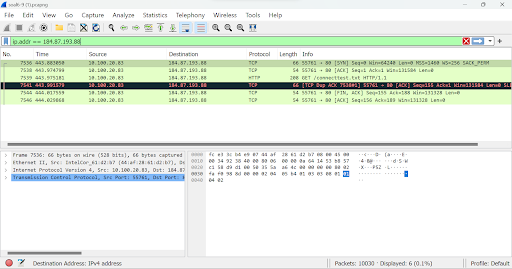 ssalti-9 (1).pcapng
File Edit View Go Capture Analyze Statistics Telephony Wireless Tools Help
ip.addr == 184.87.193.88
No. Time Source Destination Protocol Length Info
7536 443.803050 10.100.20.83 184.87.193.88 TCP 66 55761 → 80 [SYN] Seq=0 Win=64240 Len=0 MSS=1460 WS=256 SACK_PERM
7538 443.974799 10.100.20.83 184.87.193.88 TCP 54 55761 → 80 [ACK] Seq=1 Ack=1 Win=131584 Len=0
7539 443.975101 10.100.20.83 184.87.193.88 HTTP 208 GET /connecttest.txt HTTP/1.1
7541 443.991579 10.100.20.83 184.87.193.88 TCP 66 [TCP Dup ACK 7538#1] 55761 → 80 [ACK] Seq=155 Ack=1 Win=131584 Len=0 SL
7544 444.017559 10.100.20.83 184.87.193.88 TCP 54 55761 → 80 [FIN, ACK] Seq=155 Ack=188 Win=131328 Len=0
7546 444.029668 10.100.20.83 184.87.193.88 TCP 54 55761 → 80 [ACK] Seq=156 Ack=189 Win=131328 Len=0
Frame 7536: 66 bytes on wire (528 bits), 66 bytes captured
Ethernet II, Src: IntelCor_61:d2:b7 (44:af:28:61:d2:b7), Ds
Internet Protocol Version 4, Src: 10.100.20.83, Dst: 184.87
Transmission Control Protocol, Src Port: 55761, Dst Port: 8
0000 fc e3 3c b4 e9 07 44 af 28 61 d2 b7 08 00 45 00
0010 00 34 92 38 40 00 80 06 00 00 0a 64 14 53 b8 57
0020 c1 58 d9 d1 00 50 35 5a a6 4c 00 00 00 00 80 02
0030 fa f0 98 8d 00 00 02 04 05 b4 01 03 03 08 01 01
0040 04 02
Destination Address: IPv4 address
Packets: 10030 · Displayed: 6 (0.1%)
Profile: Default